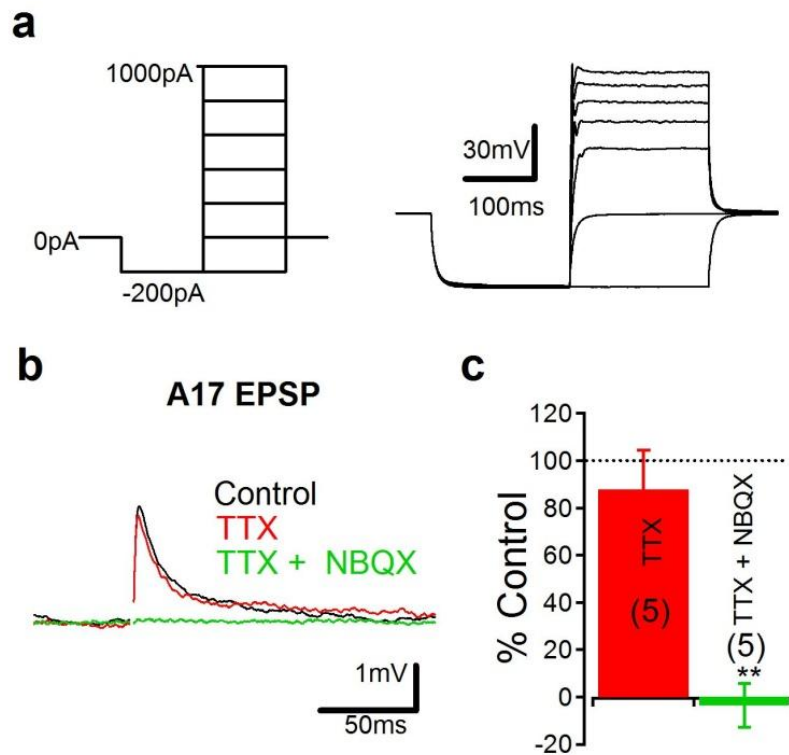 a
1000pA
0pA
-200pA
30mV
100ms
b
A17 EPSP
Control
TTX
TTX + NBQX
1mV
50ms
c
% Control
120
100
80
60
40
20
0
-20
TTX
(5)
TTX + NBQX
(5)
**